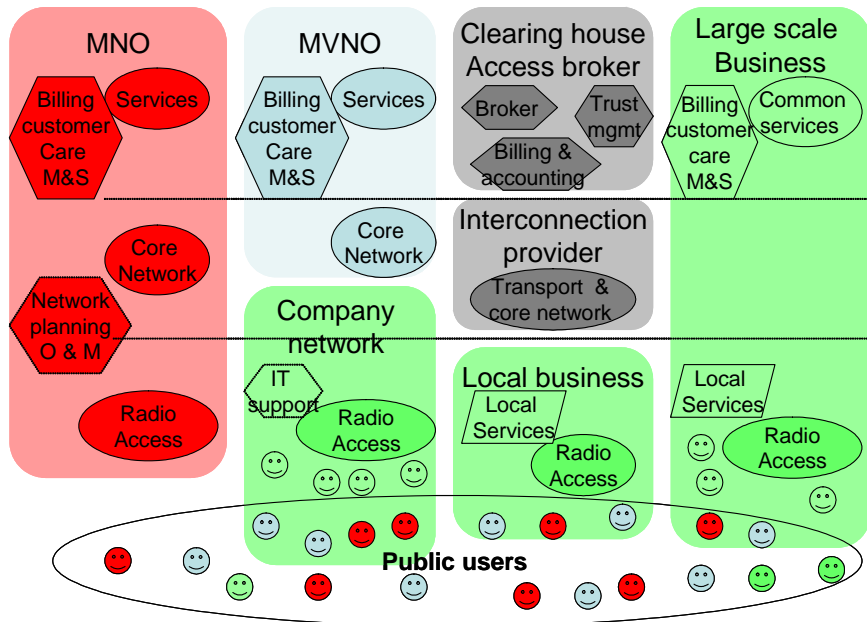 MNO
Billing
customer
Care
M&S
Services
Core
Network
Network
planning
O & M
Radio
Access
MVNO
Billing
customer
Care
M&S
Services
Core
Network
Company
network
IT
support
Radio
Access
Clearing house
Access broker
Broker
Trust
mgmt
Billing &
accounting
Interconnection
provider
Transport &
core network
Local business
Local
Services
Radio
Access
Large scale
Business
Billing
customer
care
M&S
Common
services
Local
Services
Radio
Access
Public users